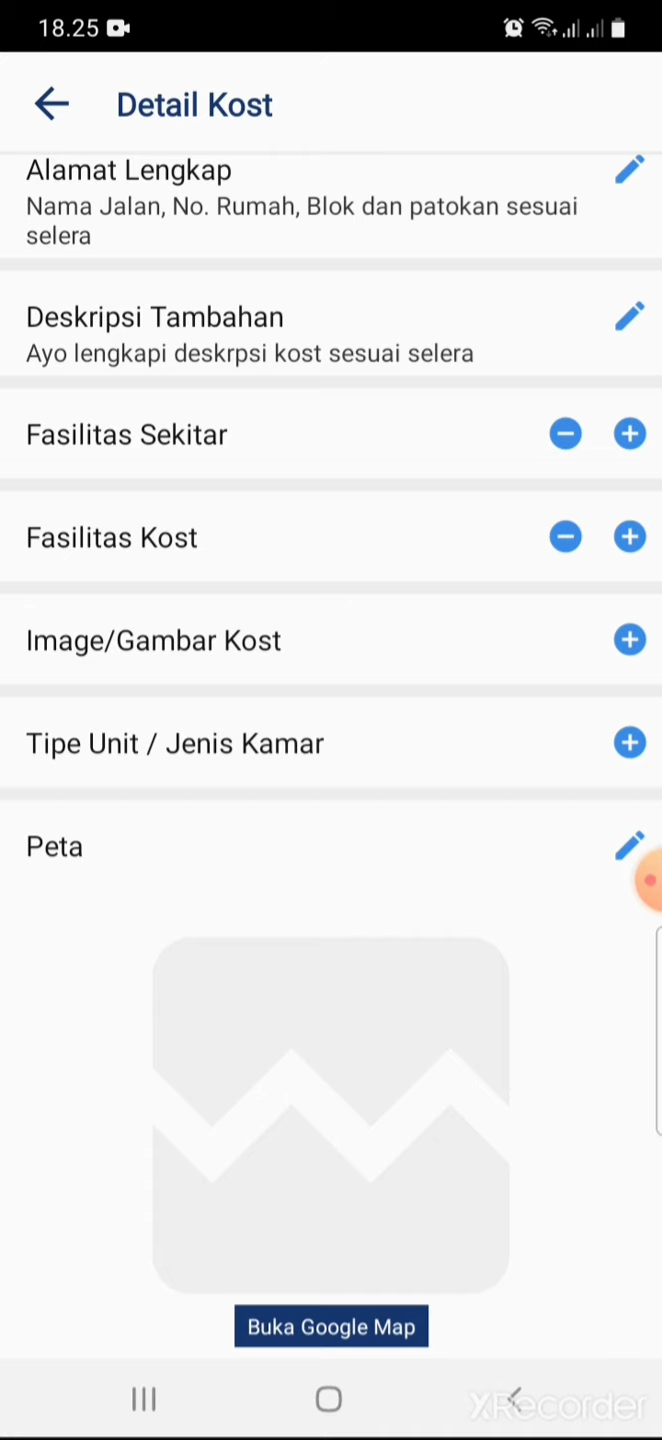 18.25
Detail Kost
Alamat Lengkap
Nama Jalan, No. Rumah, Blok dan patokan sesuai
selera
Deskripsi Tambahan
Ayo lengkapi deskrpsi kost sesuai selera
Fasilitas Sekitar
Fasilitas Kost
Image/Gambar Kost
Tipe Unit / Jenis Kamar
Peta
Buka Google Map
XRecorder